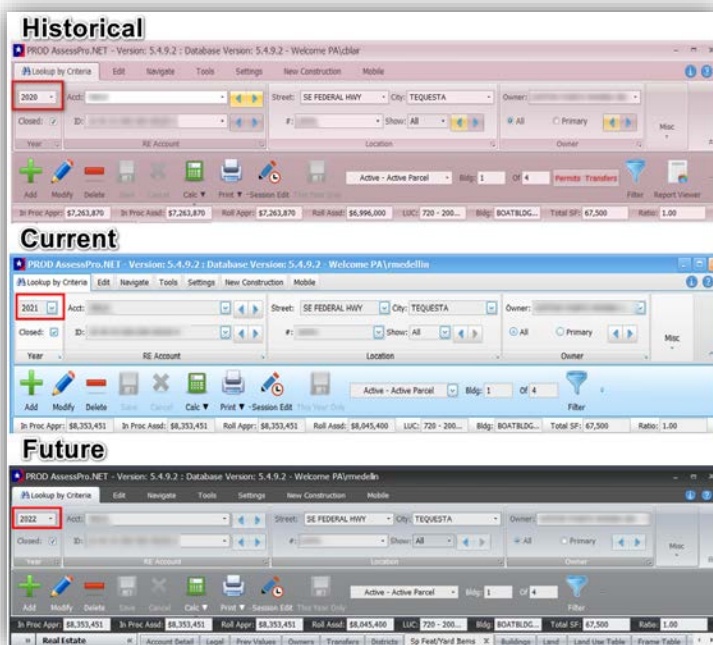 Historical
PROD AssessPro.NET - Version: 5.4.9.2 : Database Version: 5.4.9.2 - Welcome PA\cblar
Lookup by Criteria Edit Navigate Tools Settings New Construction Mobile
2020 Acct: Street: SE FEDERAL HWY City: TEQUESTA Owner:
Closed: ID: #: Show: All All Primary Misc
Year RE Account Location Owner
Active - Active Parcel Bldg: 1 Of 4 Permits Transfers
Add Modify Delete Save Cancel Calc Print Session Edit This Year Only Filter Report Viewer
In Proc Appr: $7,263,870 In Proc Assd: $7,263,870 Roll Appr: $7,263,870 Roll Assd: $6,996,000 LUC: 720 - 200... Bldg: BOATBLDG... Total SF: 67,500 Ratio: 1.00
Current
PROD AssessPro.NET - Version: 5.4.9.2 : Database Version: 5.4.9.2 - Welcome PA\rmedellin
Lookup by Criteria Edit Navigate Tools Settings New Construction Mobile
2021 Acct: Street: SE FEDERAL HWY City: TEQUESTA Owner:
Closed: ID: #: Show: All All Primary Misc
Year RE Account Location Owner
Active - Active Parcel Bldg: 1 Of 4
Add Modify Delete Save Cancel Calc Print - Session Edit This Year Only Filter
In Proc Appr: $8,353,451 In Proc Assd: $8,353,451 Roll Appr: $8,353,451 Roll Assd: $8,045,400 LUC: 720 - 200... Bldg: BOATBLDG... Total SF: 67,500 Ratio: 1.00
Future
PROD AssessPro.NET - Version: 5.4.9.2 : Database Version: 5.4.9.2 - Welcome PA\rmedellin
Lookup by Criteria Edit Navigate Tools Settings New Construction Mobile
2022 Acct: Street: SE FEDERAL HWY City: TEQUESTA Owner:
Closed: ID: #: Show: All All Primary Misc
Year RE Account Location Owner
Active - Active Parcel Bldg: 1 Of 4
Add Modify Delete Save Cancel Calc Print - Session Edit This Year Only Filter
In Proc Appr: $8,353,451 In Proc Assd: $8,353,451 Roll Appr: $8,353,451 Roll Assd: $8,045,400 LUC: 720 - 200... Bldg: BOATBLDG... Total SF: 67,500 Ratio: 1.00
Real Estate Account Detail Legal Prev Values Owners Transfers Districts Sp Feat/Yard Items X Buildings Land Land Use Table Frame Table